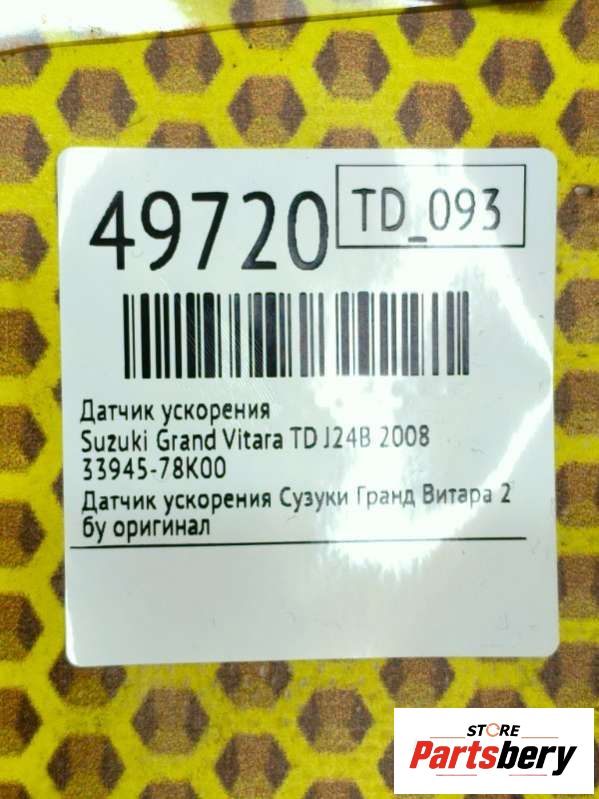 49720
TD_093
Датчик ускорения
Suzuki Grand Vitara TD J24B 2008
33945-78K00
Датчик ускорения Сузуки Гранд Витара 2
бу оригинал
STORE
Partsbery